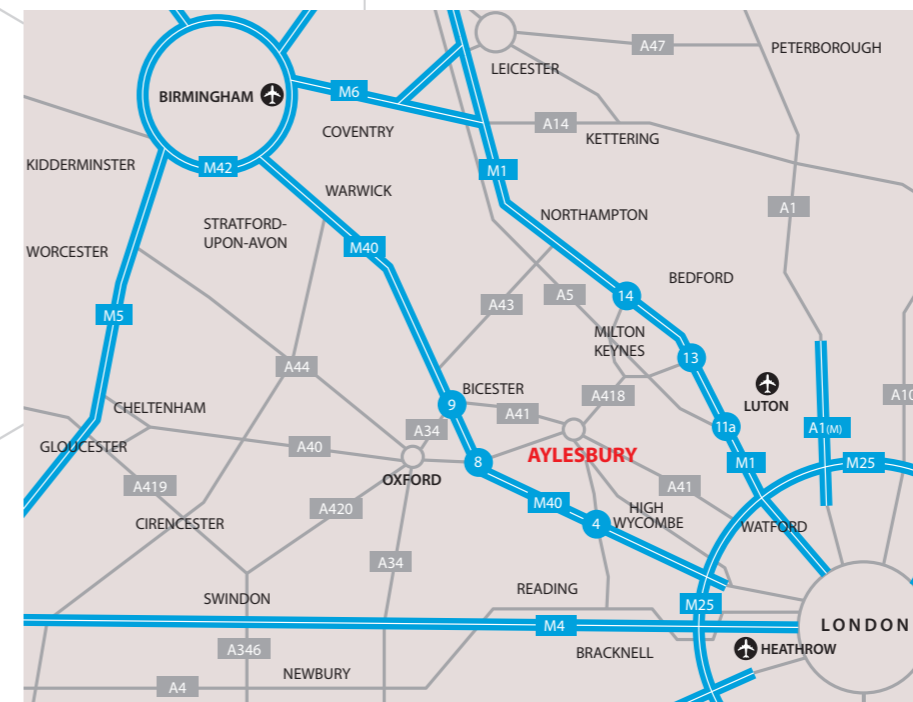 A47
PETERBOROUGH
LEICESTER
BIRMINGHAM
M6
A14
COVENTRY
KETTERING
KIDDERMINSTER
M42
M1
WARWICK
A1
STRATFORD-
UPON-AVON
NORTHAMPTON
WORCESTER
M40
BEDFORD
A5
14
A43
M5
MILTON
KEYNES
13
A44
BICESTER
A418
LUTON
A10
CHELTENHAM
9
A41
A34
11a
A1(M)
GLOUCESTER
A40
AYLESBURY
8
M1
M25
OXFORD
A419
A41
A420
M40
HIGH
WYCOMBE
CIRENCESTER
4
WATFORD
A34
READING
SWINDON
M25
M4
LONDON
A346
BRACKNELL
HEATHROW
NEWBURY
A4